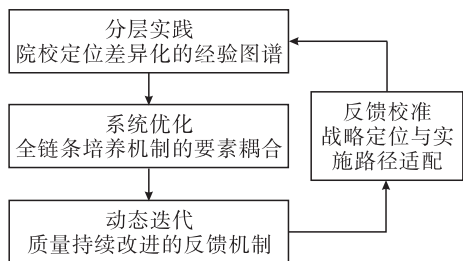 分层实践
院校定位差异化的经验图谱
系统优化
全链条培养机制的要素耦合
动态迭代
质量持续改进的反馈机制
反馈校准
战略定位与实
施路径适配